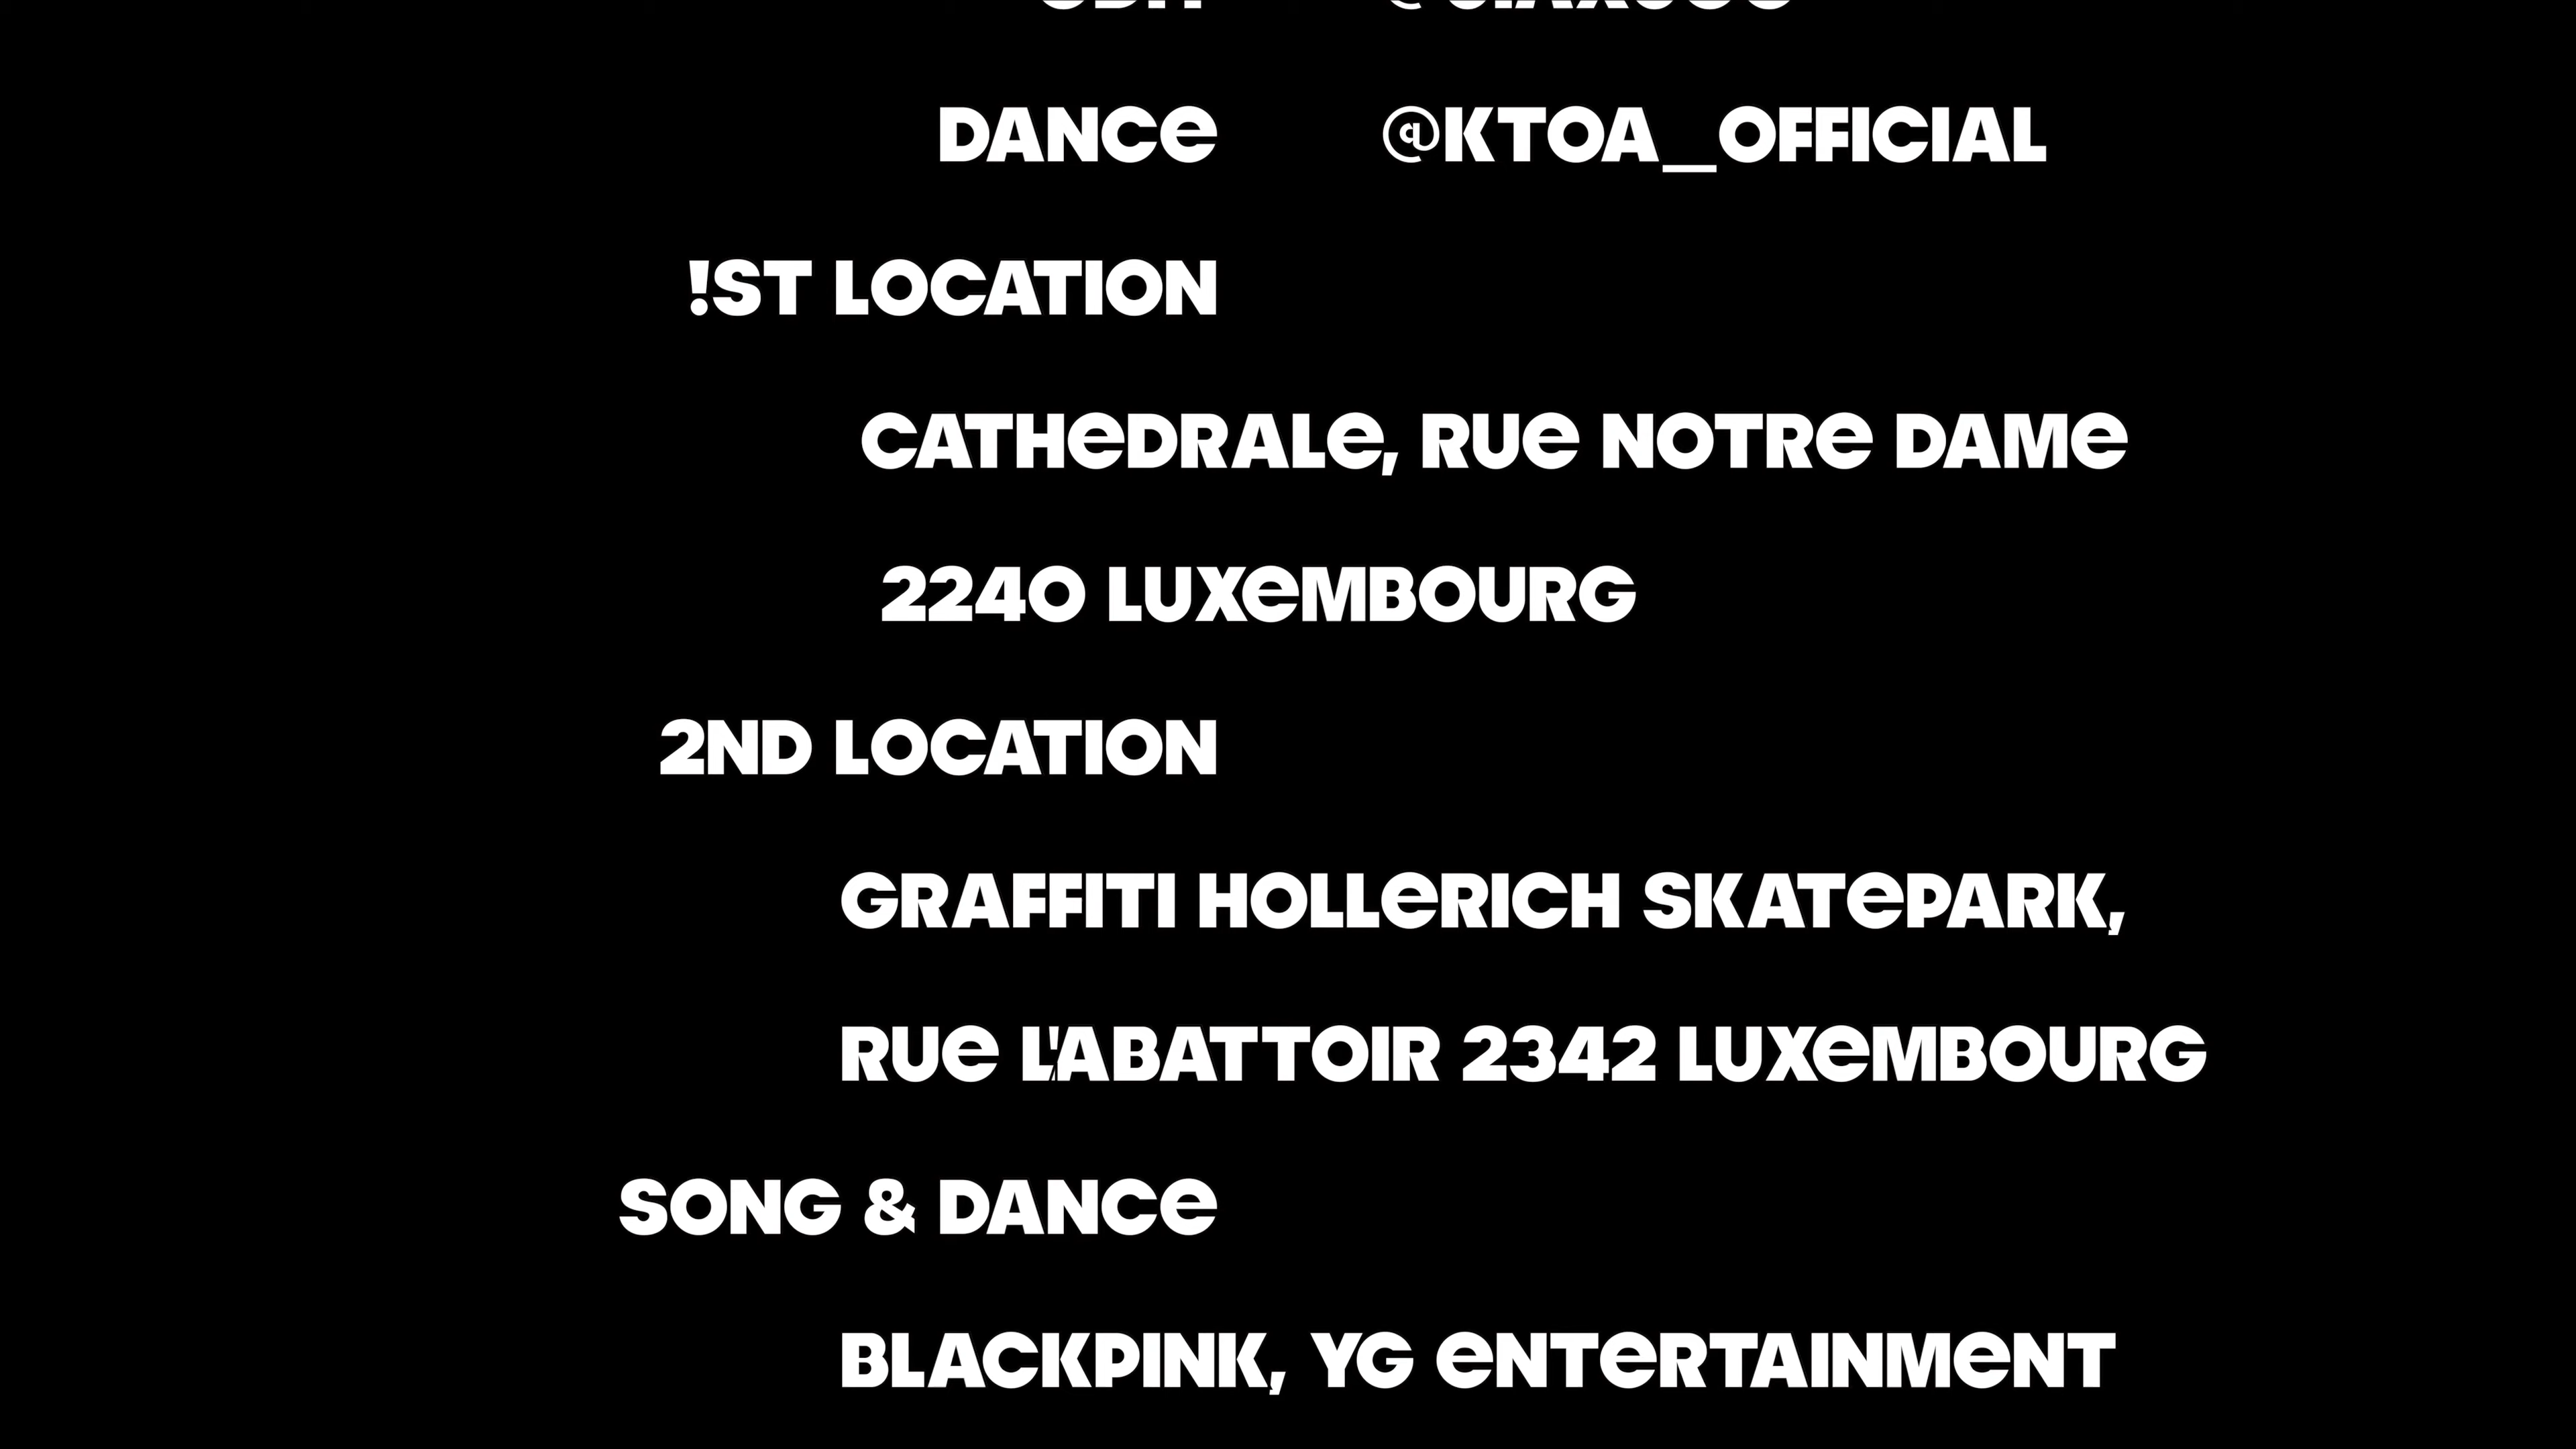 DANCe @KTOA_OFFICIAL
!ST LOCATION
CATHeDRALe, RUe NOTRe DAMe
2240 LUXeMBOURG
2ND LOCATION
GRAFFITI HOLLeRICH SKATePARK,
RUe L'ABATTOIR 2342 LUXeMBOURG
SONG & DANCe
BLACKPINK, YG eNTeRTAINMeNT